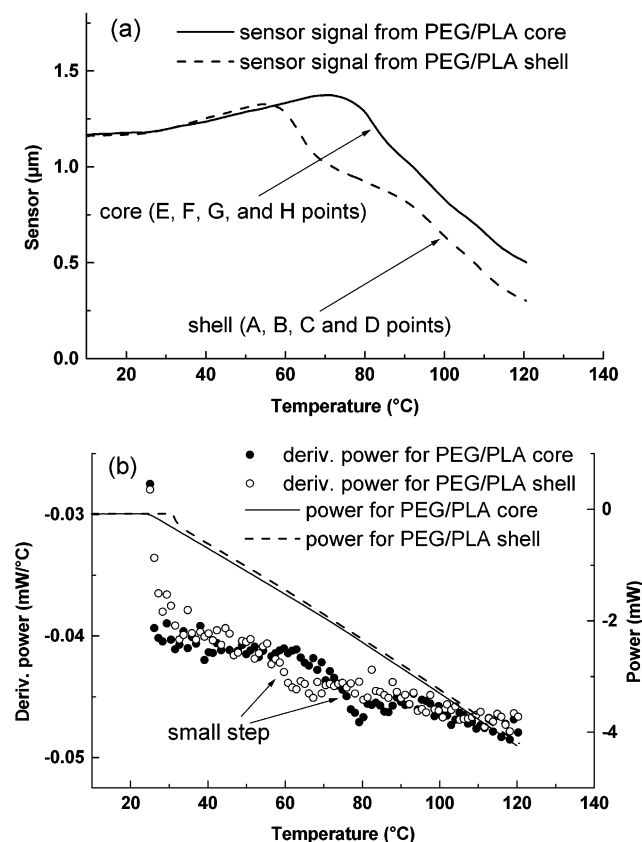 (a)
sensor signal from PEG/PLA core
sensor signal from PEG/PLA shell
1.5
1.0
0.5
0.0
Sensor (µm)
core (E, F, G, and H points)
shell (A, B, C and D points)
20 40 60 80 100 120 140
Temperature (°C)
(b)
deriv. power for PEG/PLA core
deriv. power for PEG/PLA shell
power for PEG/PLA core
power for PEG/PLA shell
-0.03
-0.04
-0.05
Deriv. power (mW/°C)
0
-2
-4
Power (mW)
small step
20 40 60 80 100 120 140
Temperature (°C)